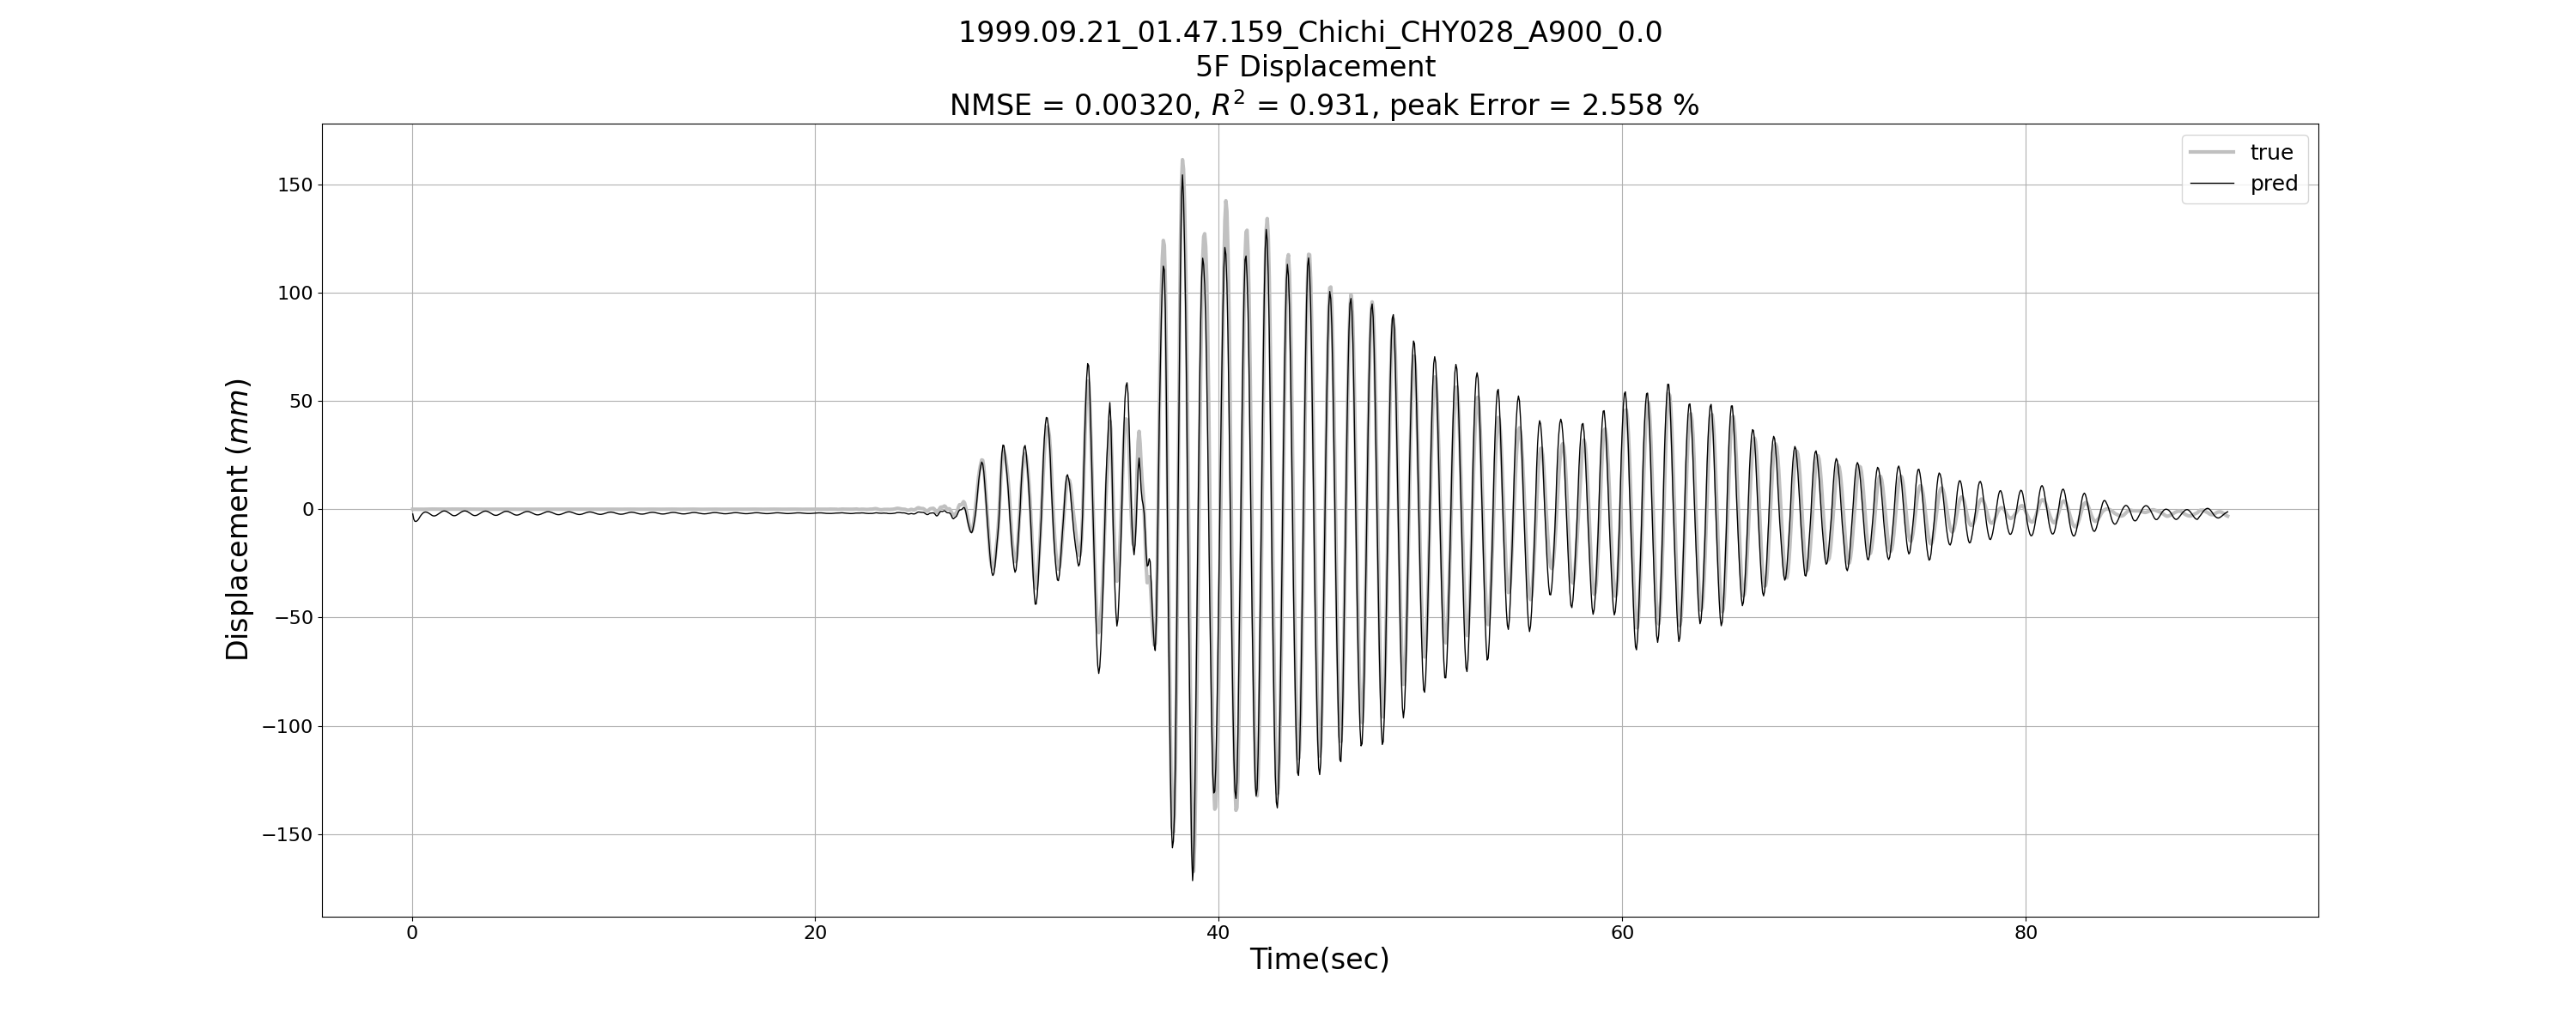 1999.09.21_01.47.159_Chichi_CHY028_A900_0.0
5F Displacement
NMSE = 0.00320, R² = 0.931, peak Error = 2.558 %
true
pred
150
100
50
0
−50
−100
−150
Displacement (mm)
0 20 40 60 80
Time(sec)